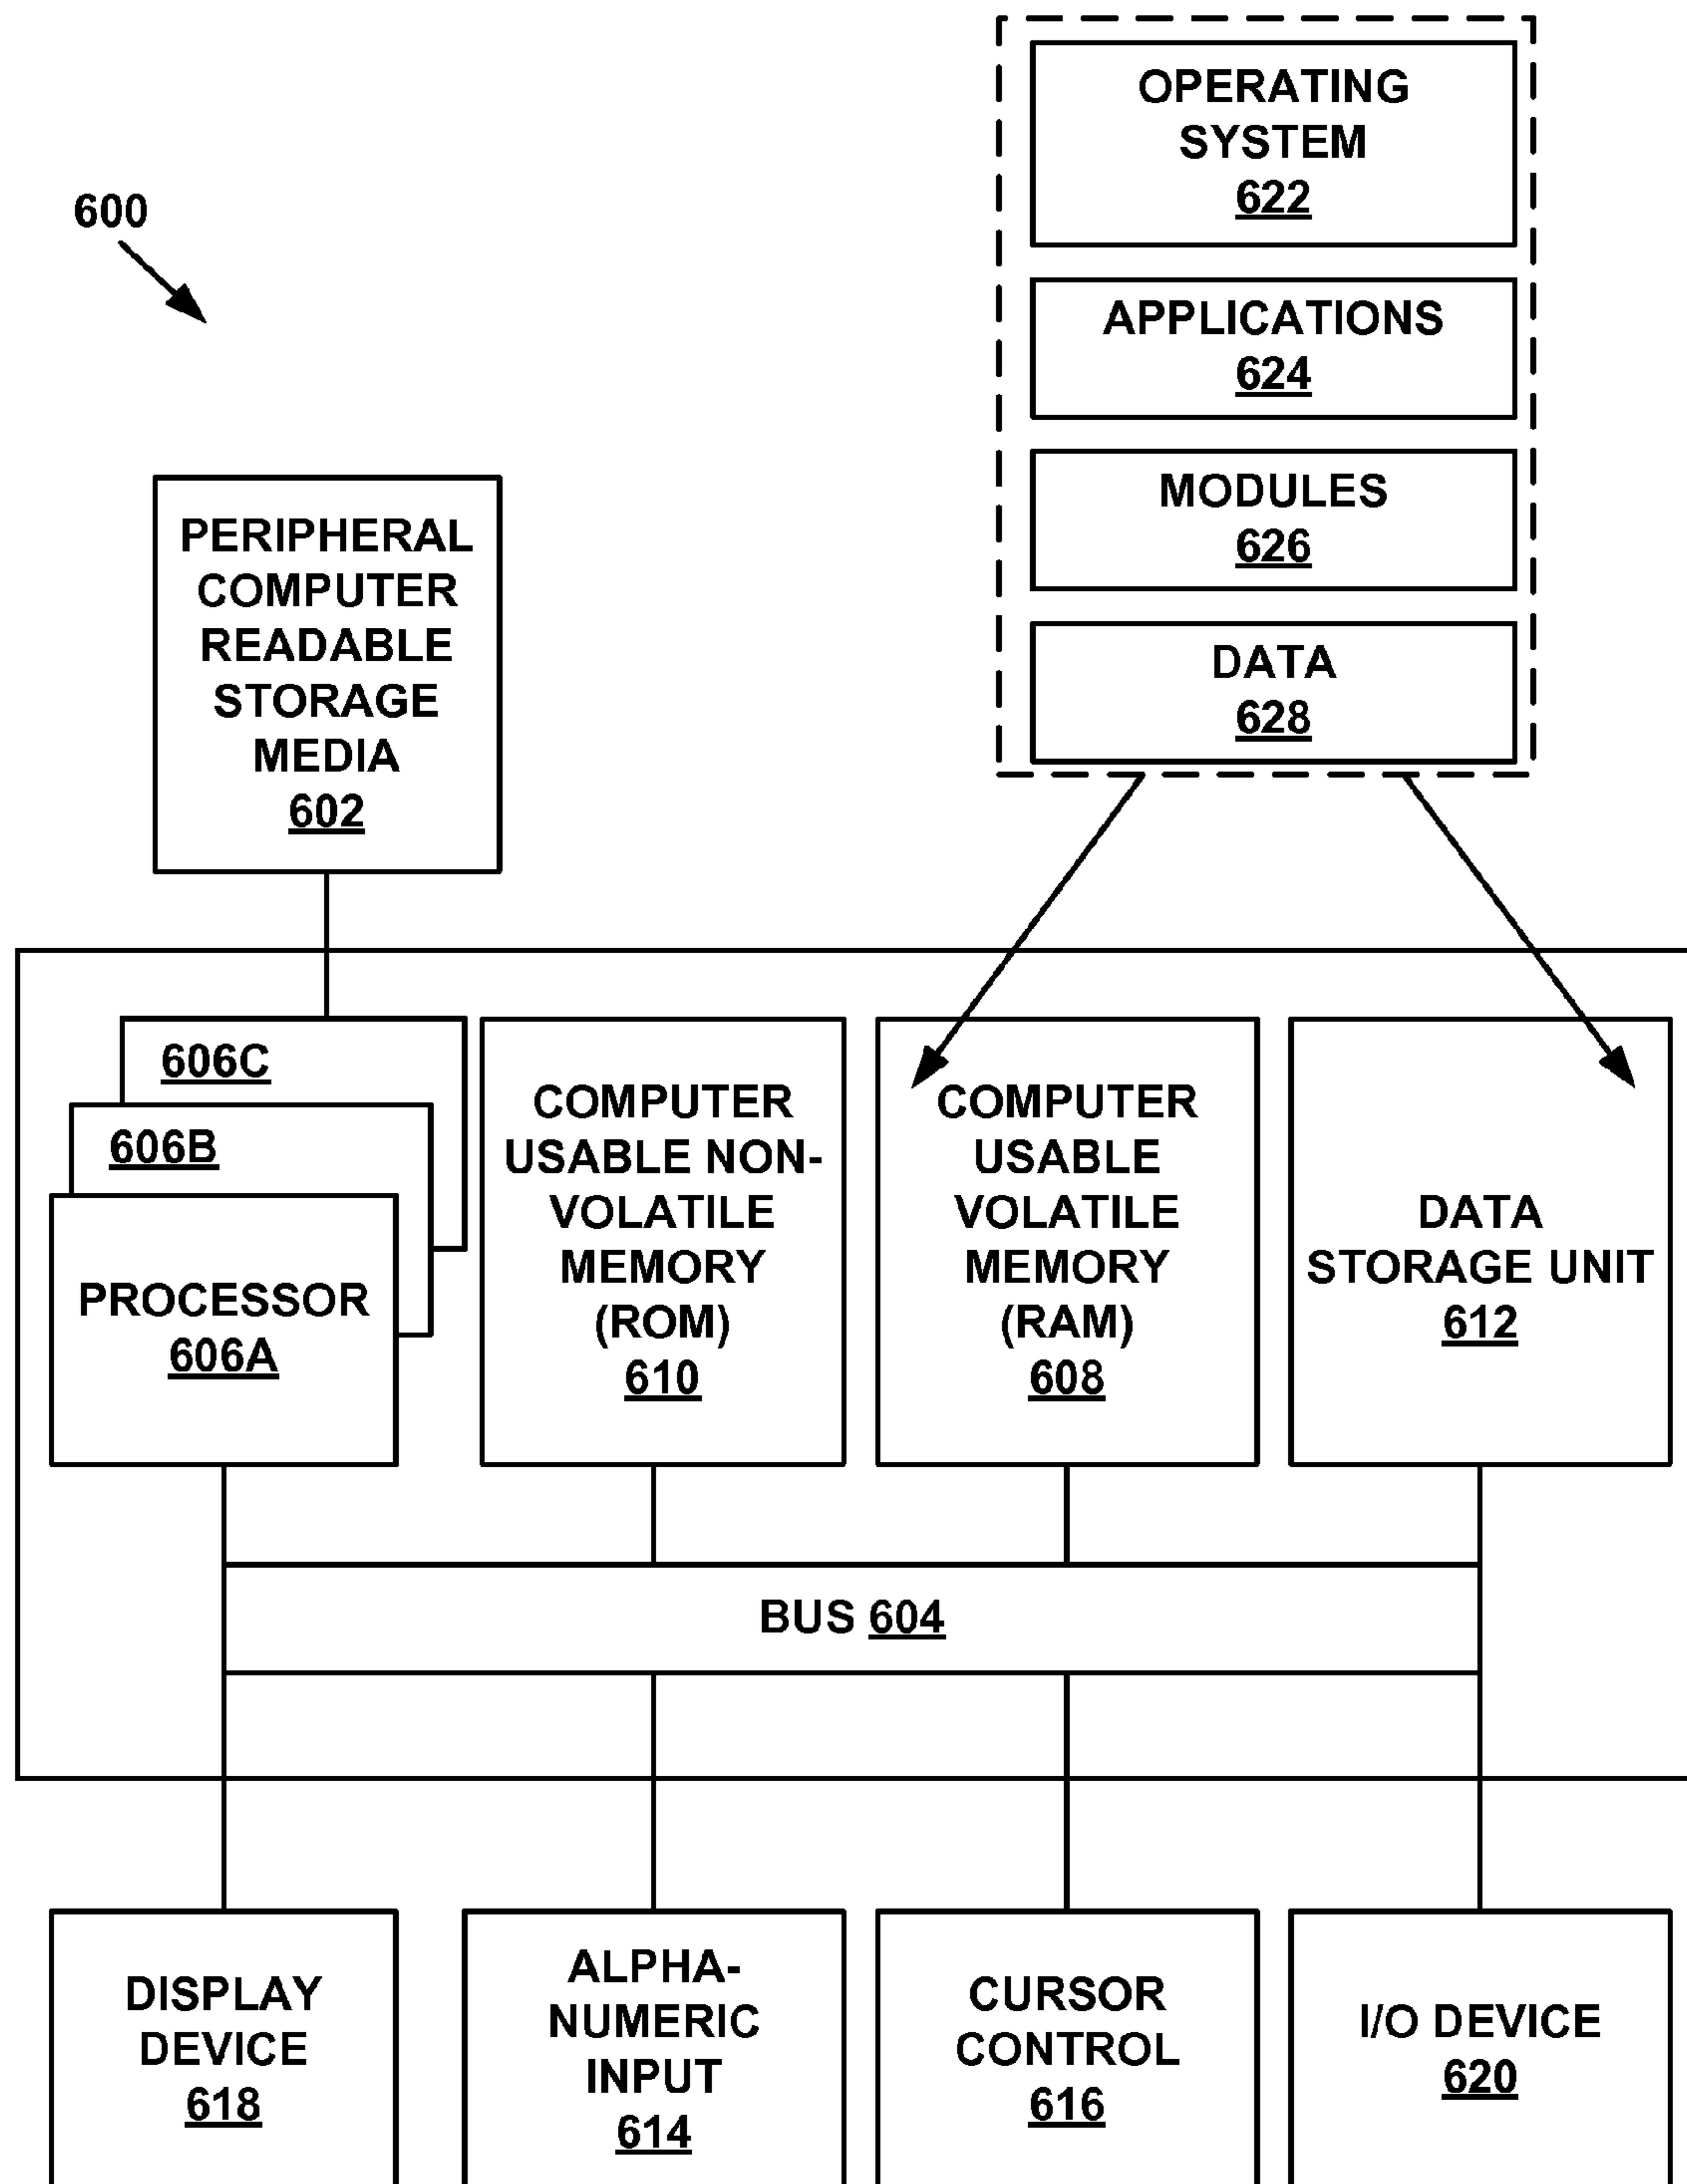 OPERATING
SYSTEM
622
600
APPLICATIONS
624
MODULES
626
DATA
628
PERIPHERAL
COMPUTER
READABLE
STORAGE
MEDIA
602
606C
606B
PROCESSOR
606A
COMPUTER
USABLE NON-
VOLATILE
MEMORY
(ROM)
610
COMPUTER
USABLE
VOLATILE
MEMORY
(RAM)
608
DATA
STORAGE UNIT
612
BUS 604
DISPLAY
DEVICE
618
ALPHA-
NUMERIC
INPUT
614
CURSOR
CONTROL
616
I/O DEVICE
620